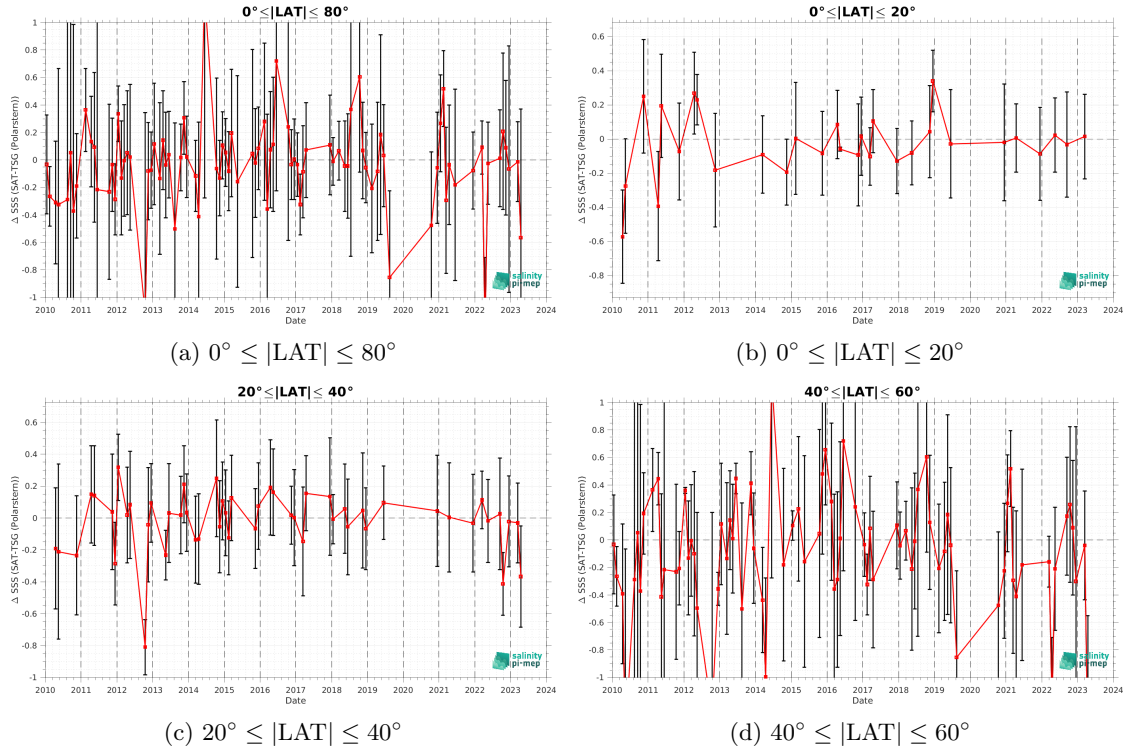 0°≤|LAT|≤ 80°
1
0.8
0.6
0.4
0.2
0
-0.2
-0.4
-0.6
-0.8
-1
Δ SSS (SAT-TSG (Polarstern))
2010 2011 2012 2013 2014 2015 2016 2017 2018 2019 2020 2021 2022 2023 2024
Date
salinity
pi-mep
(a) 0° ≤ |LAT| ≤ 80°
0°≤|LAT|≤ 20°
0.6
0.4
0.2
0
-0.2
-0.4
-0.6
-0.8
Δ SSS (SAT-TSG (Polarstern))
2010 2011 2012 2013 2014 2015 2016 2017 2018 2019 2020 2021 2022 2023 2024
Date
salinity
pi-mep
(b) 0° ≤ |LAT| ≤ 20°
20°≤|LAT|≤ 40°
0.6
0.4
0.2
0
-0.2
-0.4
-0.6
-0.8
-1
Δ SSS (SAT-TSG (Polarstern))
2010 2011 2012 2013 2014 2015 2016 2017 2018 2019 2020 2021 2022 2023 2024
Date
salinity
pi-mep
(c) 20° ≤ |LAT| ≤ 40°
40°≤|LAT|≤ 60°
1
0.8
0.6
0.4
0.2
0
-0.2
-0.4
-0.6
-0.8
-1
Δ SSS (SAT-TSG (Polarstern))
2010 2011 2012 2013 2014 2015 2016 2017 2018 2019 2020 2021 2022 2023 2024
Date
salinity
pi-mep
(d) 40° ≤ |LAT| ≤ 60°